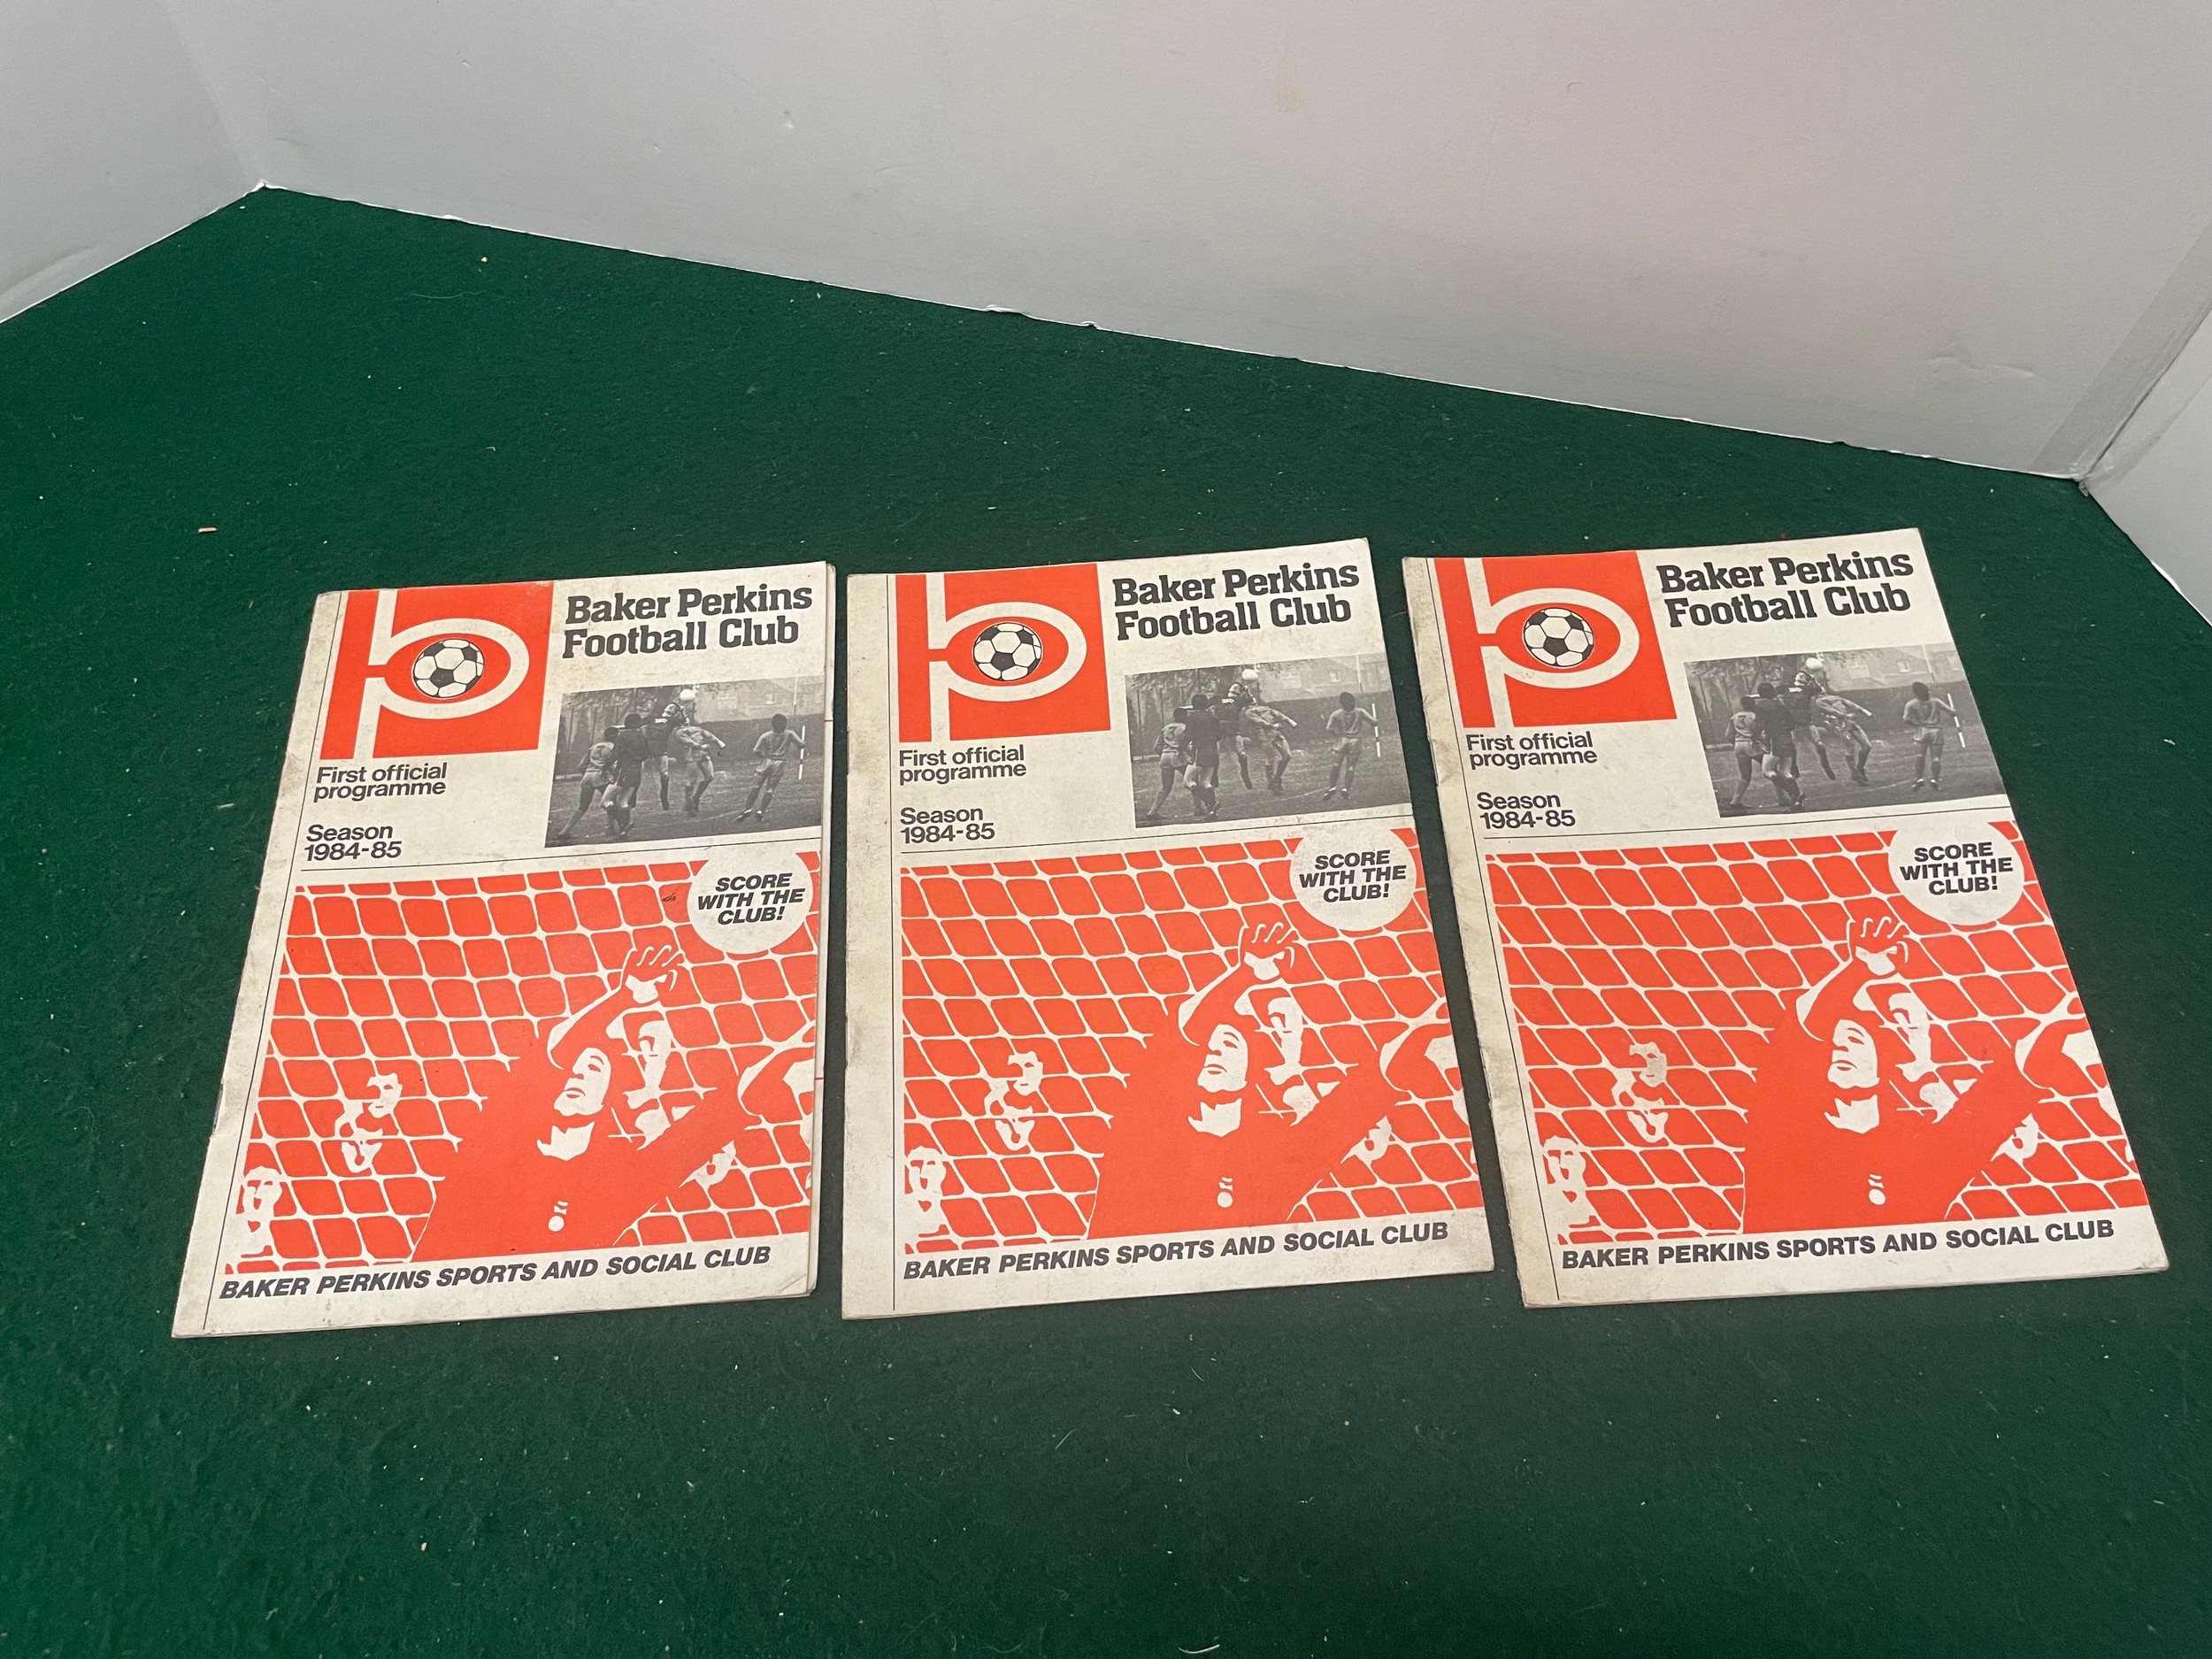 Baker Perkins
Football Club
First official
programme
Season
1984-85
SCORE
WITH THE
CLUB!
BAKER PERKINS SPORTS AND SOCIAL CLUB
Baker Perkins
Football Club
First official
programme
Season
1984-85
SCORE
WITH THE
CLUB!
BAKER PERKINS SPORTS AND SOCIAL CLUB
Baker Perkins
Football Club
First official
programme
Season
1984-85
SCORE
WITH THE
CLUB!
BAKER PERKINS SPORTS AND SOCIAL CLUB